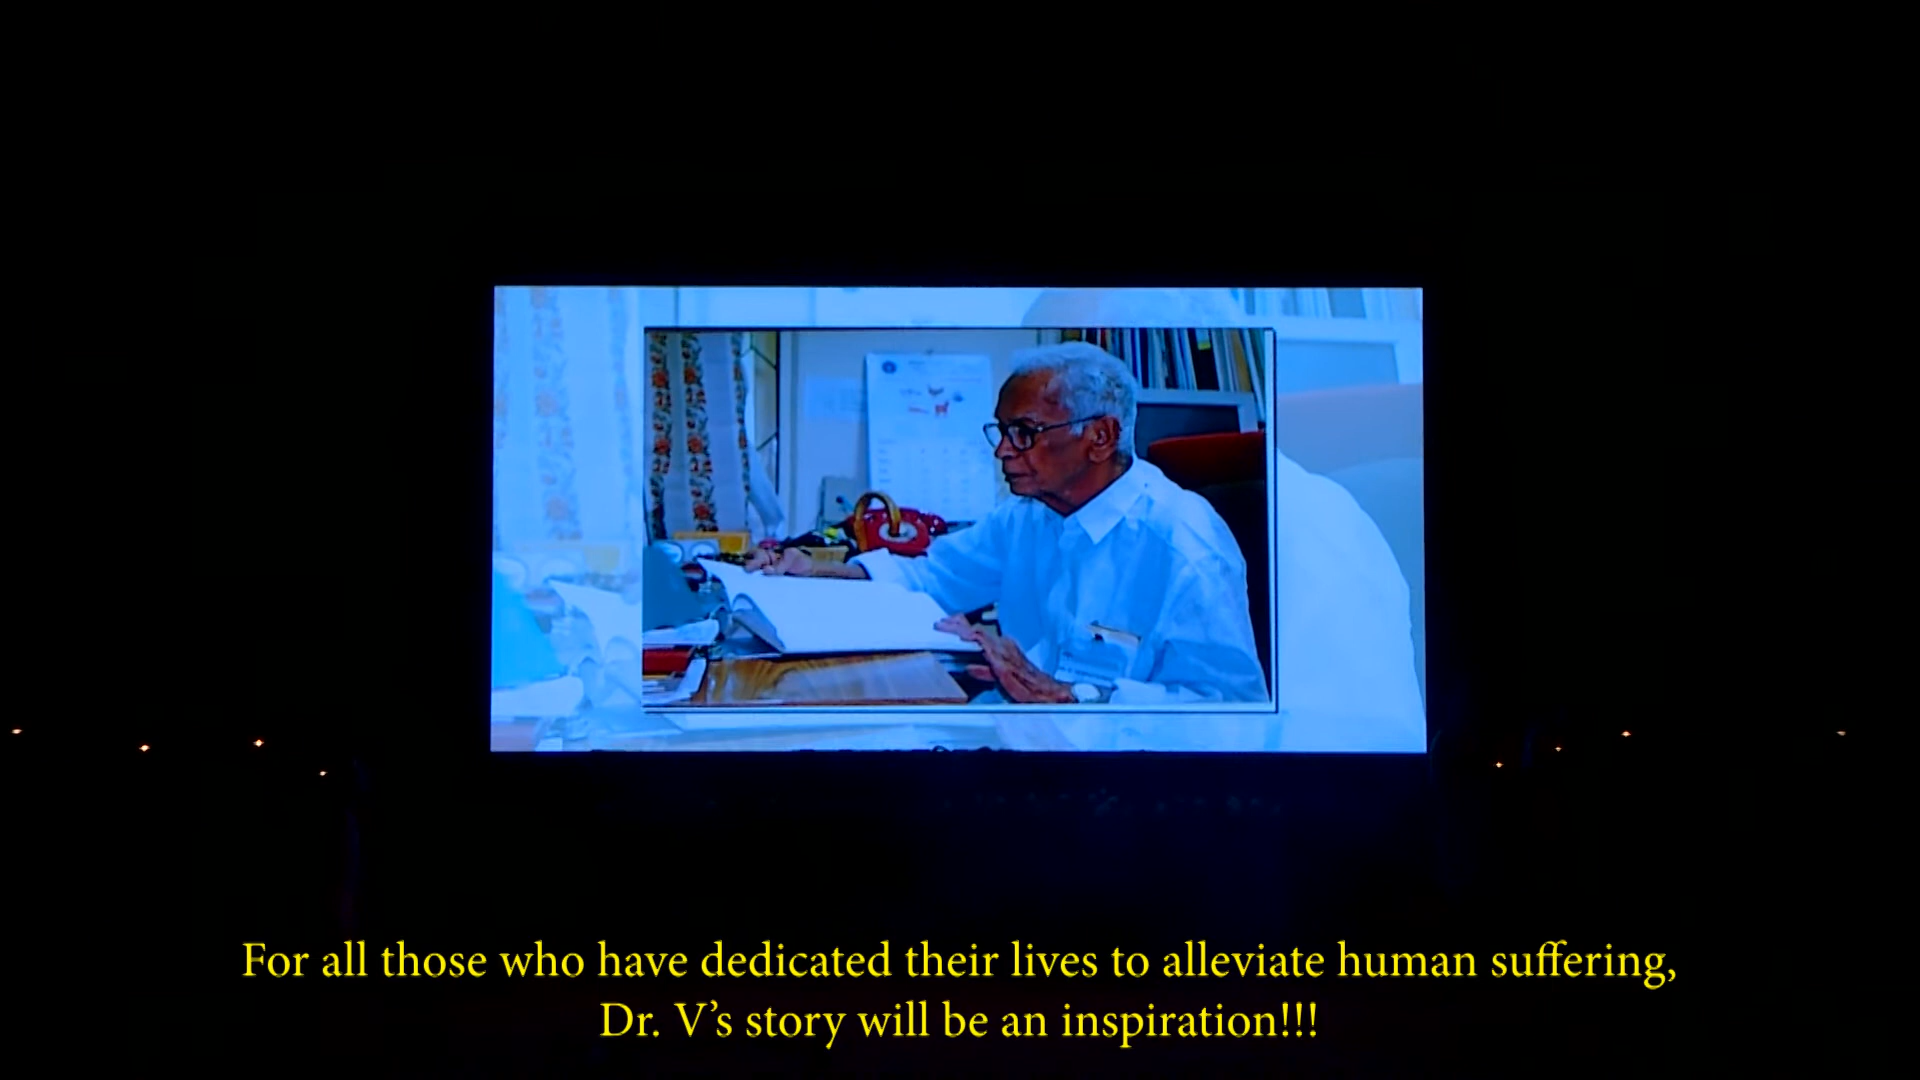 For all those who have dedicated their lives to alleviate human suffering,
Dr. V’s story will be an inspiration!!!